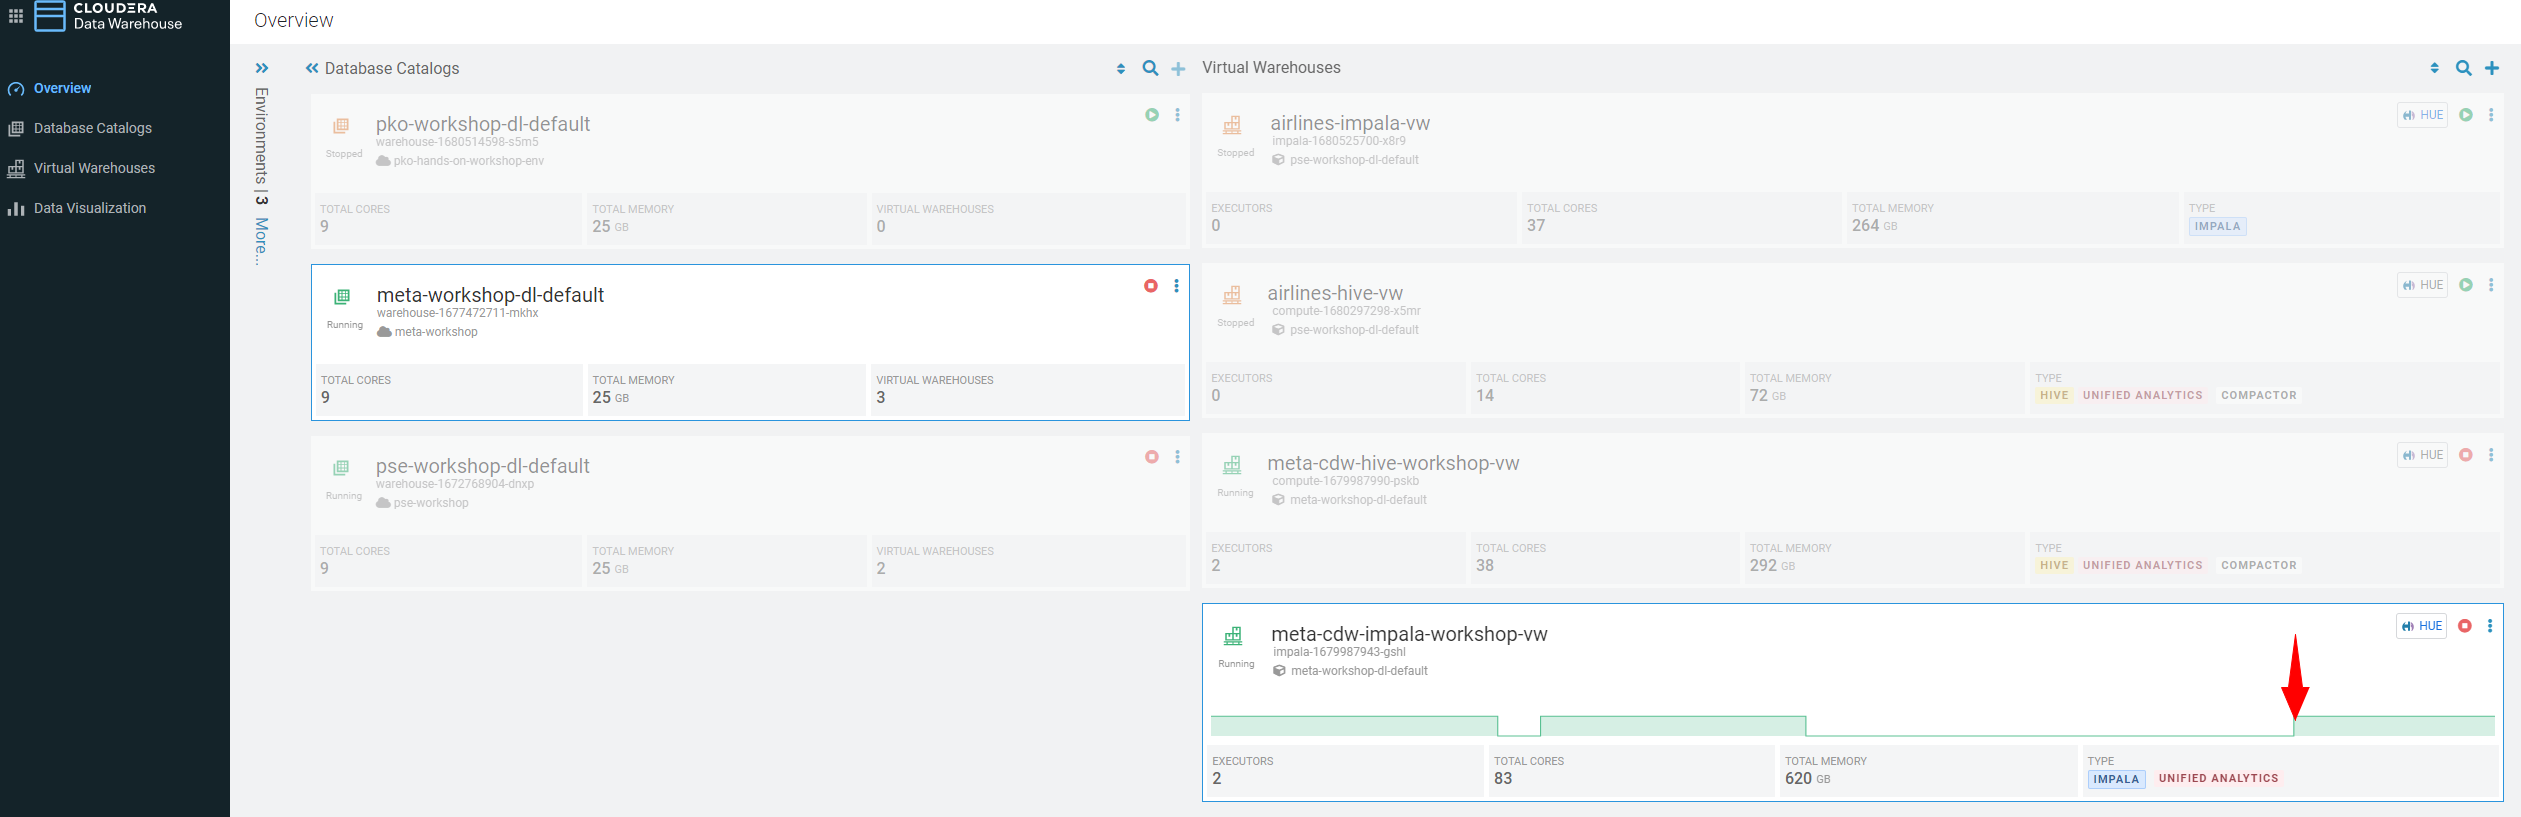 CLOUDERA
Data Warehouse
Overview
Database Catalogs
Virtual Warehouses
Data Visualization
Overview
Environments | 3 More...
Database Catalogs
pko-workshop-dl-default
warehouse-1680514598-s5m5
Stopped
pko-hands-on-workshop-env
TOTAL CORES
9
TOTAL MEMORY
25 GB
VIRTUAL WAREHOUSES
0
meta-workshop-dl-default
warehouse-1677472711-mkhx
Running
meta-workshop
TOTAL CORES
9
TOTAL MEMORY
25 GB
VIRTUAL WAREHOUSES
3
pse-workshop-dl-default
warehouse-1672768904-dnxp
Running
pse-workshop
TOTAL CORES
9
TOTAL MEMORY
25 GB
VIRTUAL WAREHOUSES
2
Virtual Warehouses
airlines-impala-vw
HUE
impala-1680525700-x8r9
Stopped
pse-workshop-dl-default
EXECUTORS
0
TOTAL CORES
37
TOTAL MEMORY
264 GB
TYPE
IMPALA
airlines-hive-vw
HUE
compute-1680297298-x5mr
Stopped
pse-workshop-dl-default
EXECUTORS
0
TOTAL CORES
14
TOTAL MEMORY
72 GB
TYPE
HIVE UNIFIED ANALYTICS COMPACTOR
meta-cdw-hive-workshop-vw
HUE
compute-1679987990-pskb
Running
meta-workshop-dl-default
EXECUTORS
2
TOTAL CORES
38
TOTAL MEMORY
292 GB
TYPE
HIVE UNIFIED ANALYTICS COMPACTOR
meta-cdw-impala-workshop-vw
HUE
impala-1679987943-gshl
Running
meta-workshop-dl-default
EXECUTORS
2
TOTAL CORES
83
TOTAL MEMORY
620 GB
TYPE
IMPALA UNIFIED ANALYTICS